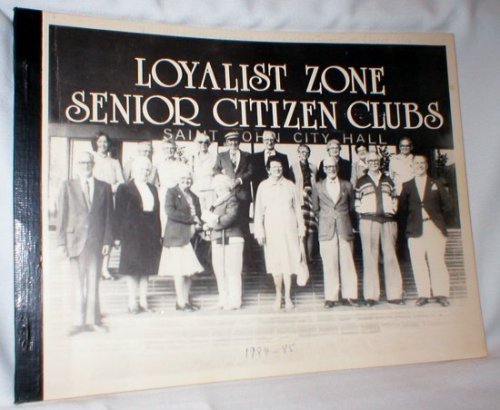 LOYALIST ZONE
SENIOR CITIZEN CLUBS
SAINT JOHN CITY HALL
1984-85